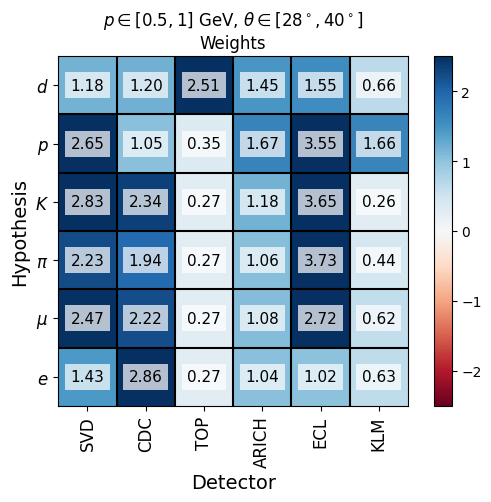 p ∈ [0.5, 1] GeV, θ ∈ [28°, 40°]
Weights
Hypothesis
d 1.18 1.20 2.51 1.45 1.55 0.66
p 2.65 1.05 0.35 1.67 3.55 1.66
K 2.83 2.34 0.27 1.18 3.65 0.26
π 2.23 1.94 0.27 1.06 3.73 0.44
μ 2.47 2.22 0.27 1.08 2.72 0.62
e 1.43 2.86 0.27 1.04 1.02 0.63
SVD CDC TOP ARICH ECL KLM
Detector
2
1
0
−1
−2